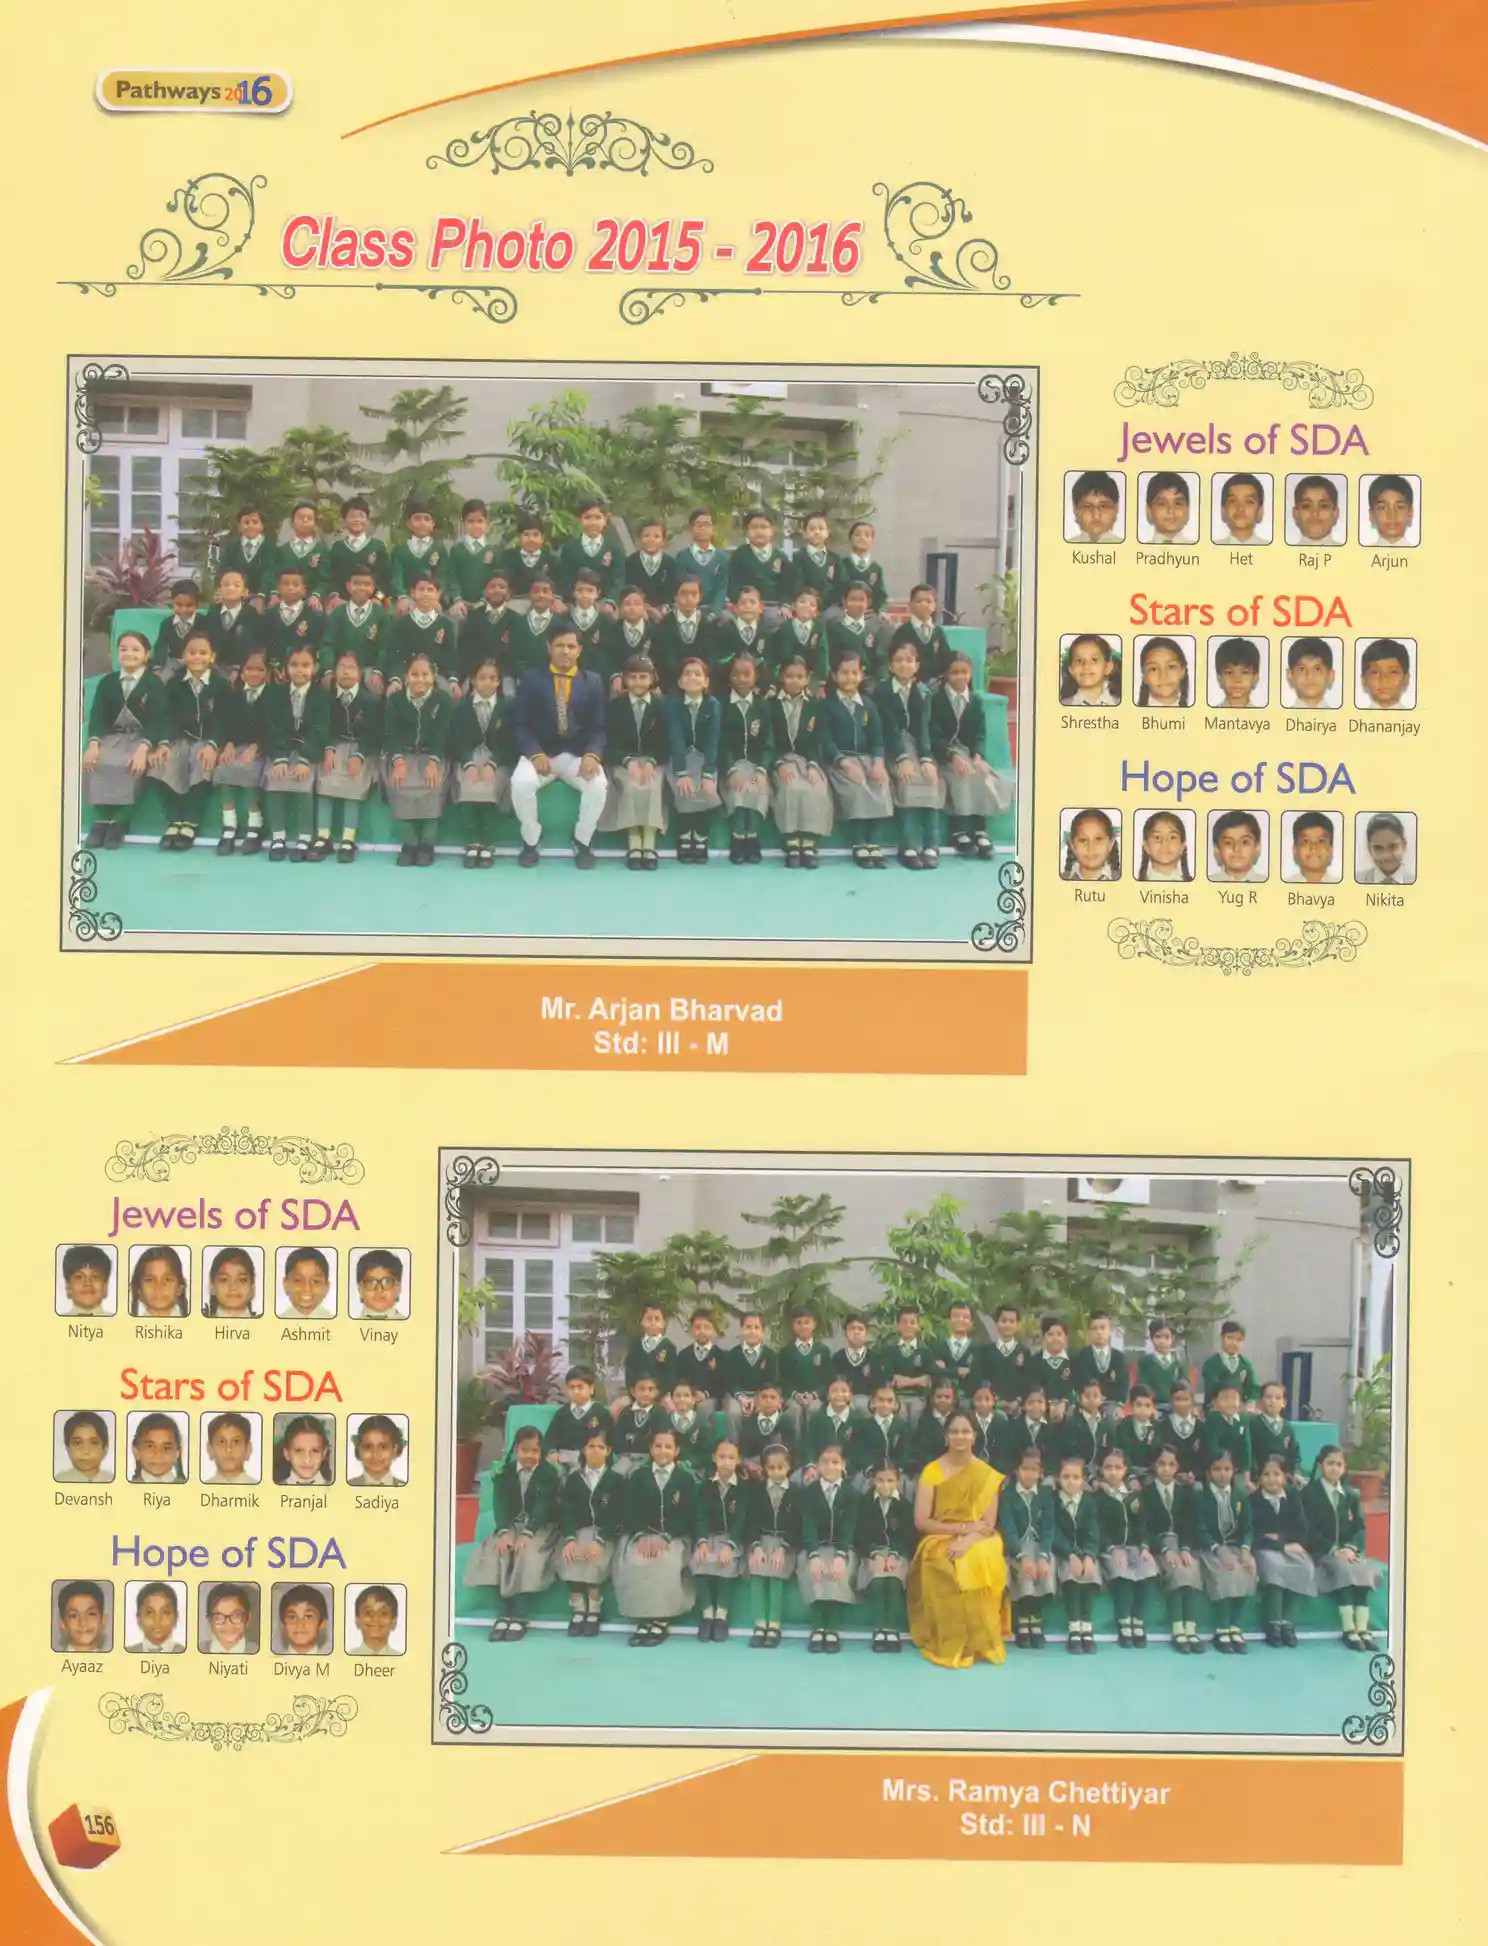 Pathways 2016
Class Photo 2015 - 2016
Jewels of SDA
Kushal Pradhyun Het Raj P Arjun
Stars of SDA
Shrestha Bhumi Mantavya Dhairya Dhananjay
Hope of SDA
Rutu Vinisha Yug R Bhavya Nikita
Mr. Arjan Bharvad
Std: III - M
Jewels of SDA
Nitya Rishika Hirva Ashmit Vinay
Stars of SDA
Devansh Riya Dharmik Pranjal Sadiya
Hope of SDA
Ayaaz Diya Niyati Divya M Dheer
Mrs. Ramya Chettiyar
Std: III - N
156